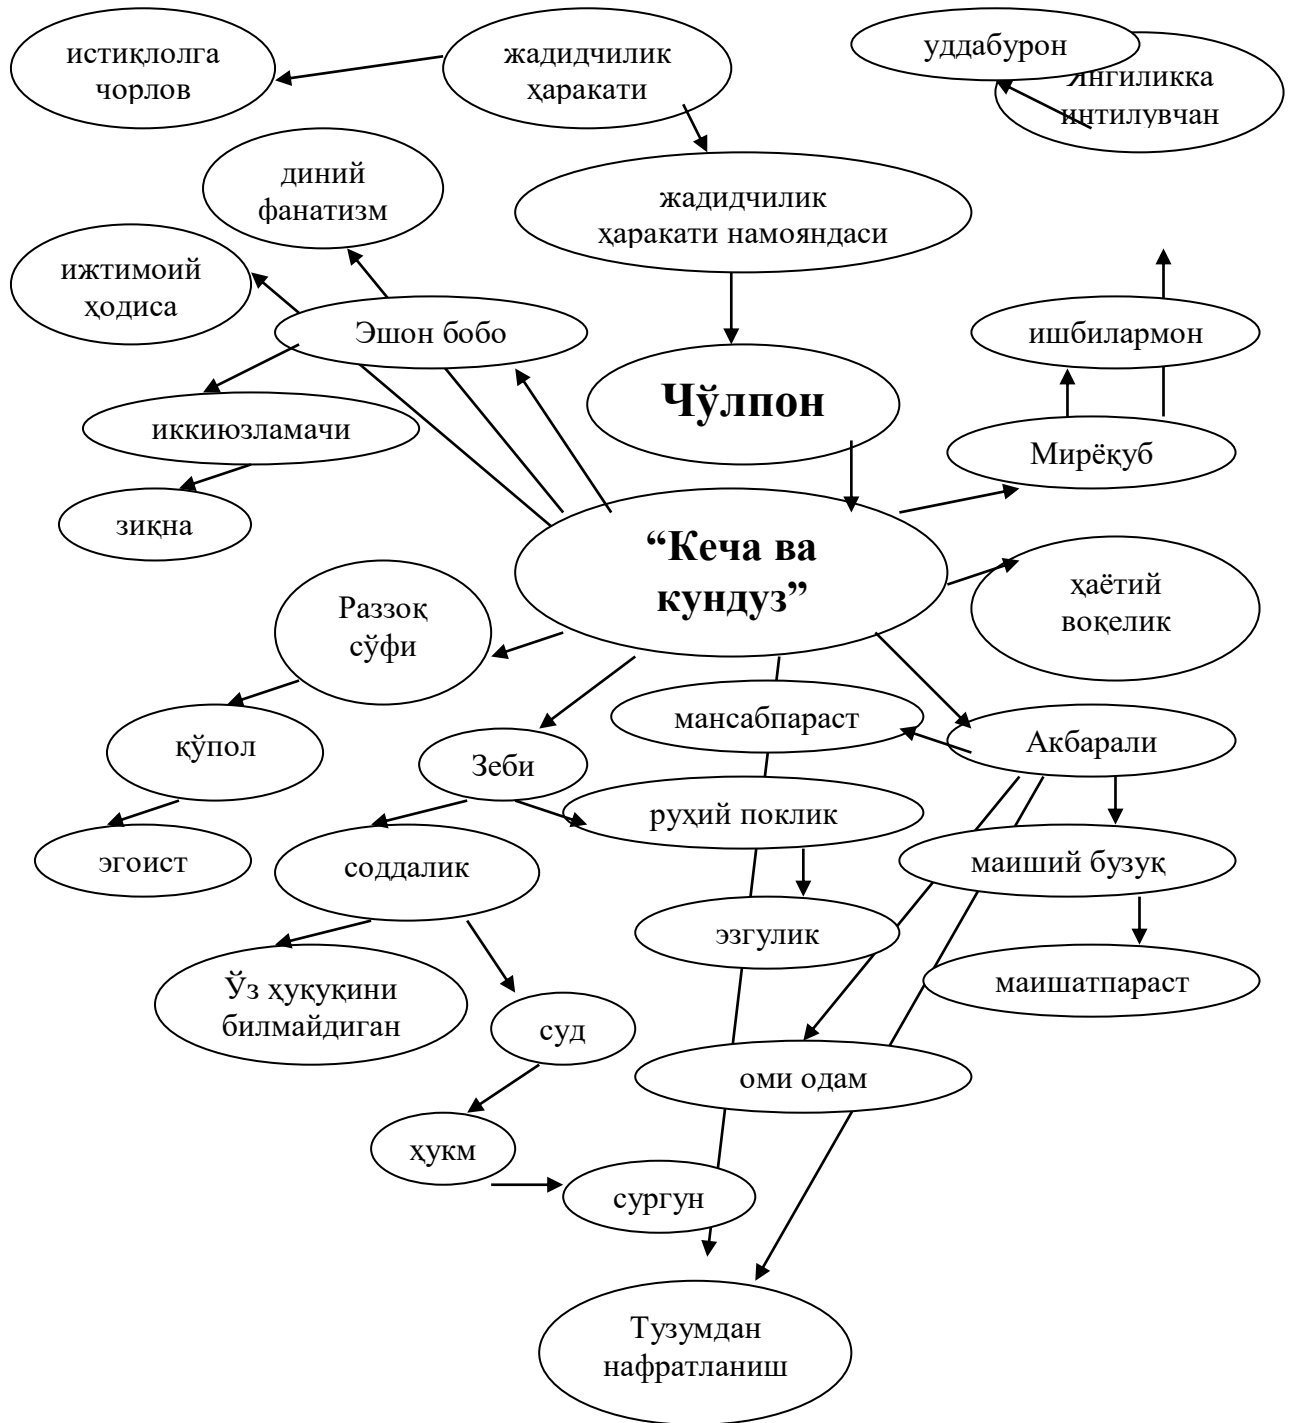 истиқлолга
чорлов
жадидчилик
ҳаракати
уддабурон
Янгиликка
интилувчан
диний
фанатизм
жадидчилик
ҳаракати намояндаси
ижтимоий
ҳодиса
Эшон бобо
ишбилармон
Чўлпон
иккиюзламачи
Мирёқуб
зиқна
“Кеча ва
кундуз”
ҳаётий
воқелик
Раззоқ
сўфи
мансабпараст
Акбарали
қўпол
Зеби
руҳий поклик
эгоист
соддалик
маиший бузуқ
эзгулик
маишатпараст
Ўз ҳуқуқини
билмайдиган
суд
оми одам
ҳукм
сургун
Тузумдан
нафратланиш